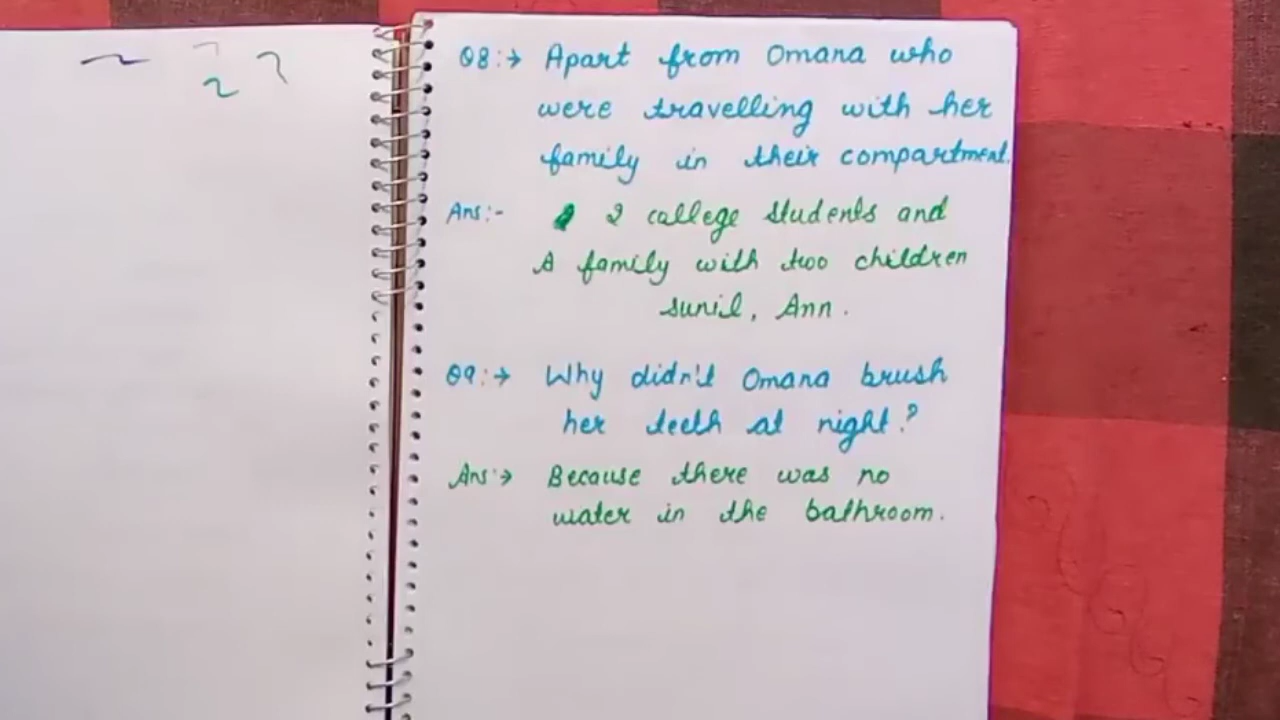 Q8:→ Apart from Omana who
were travelling with her
family in their compartment.
Ans:- 2 college students and
A family with two children
sunil, Ann.
Q9:→ Why didn't Omana brush
her teeth at night?
Ans:→ Because there was no
water in the bathroom.